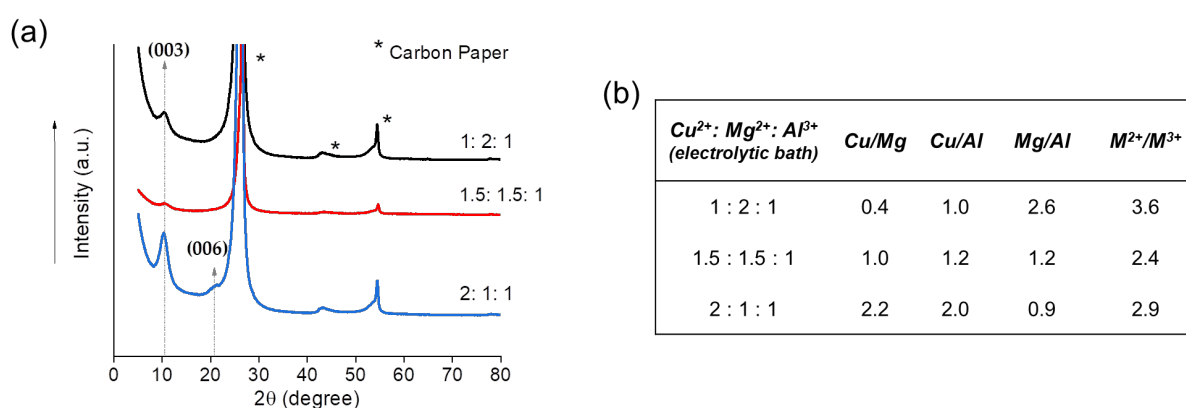 (a)
(003)
* Carbon Paper
*
*
*
1: 2: 1
1.5: 1.5: 1
(006)
2: 1: 1
Intensity (a.u.)
0 10 20 30 40 50 60 70 80
2θ (degree)
(b)
Cu²⁺: Mg²⁺: Al³⁺ Cu/Mg Cu/Al Mg/Al M²⁺/M³⁺
(electrolytic bath)
1 : 2 : 1 0.4 1.0 2.6 3.6
1.5 : 1.5 : 1 1.0 1.2 1.2 2.4
2 : 1 : 1 2.2 2.0 0.9 2.9